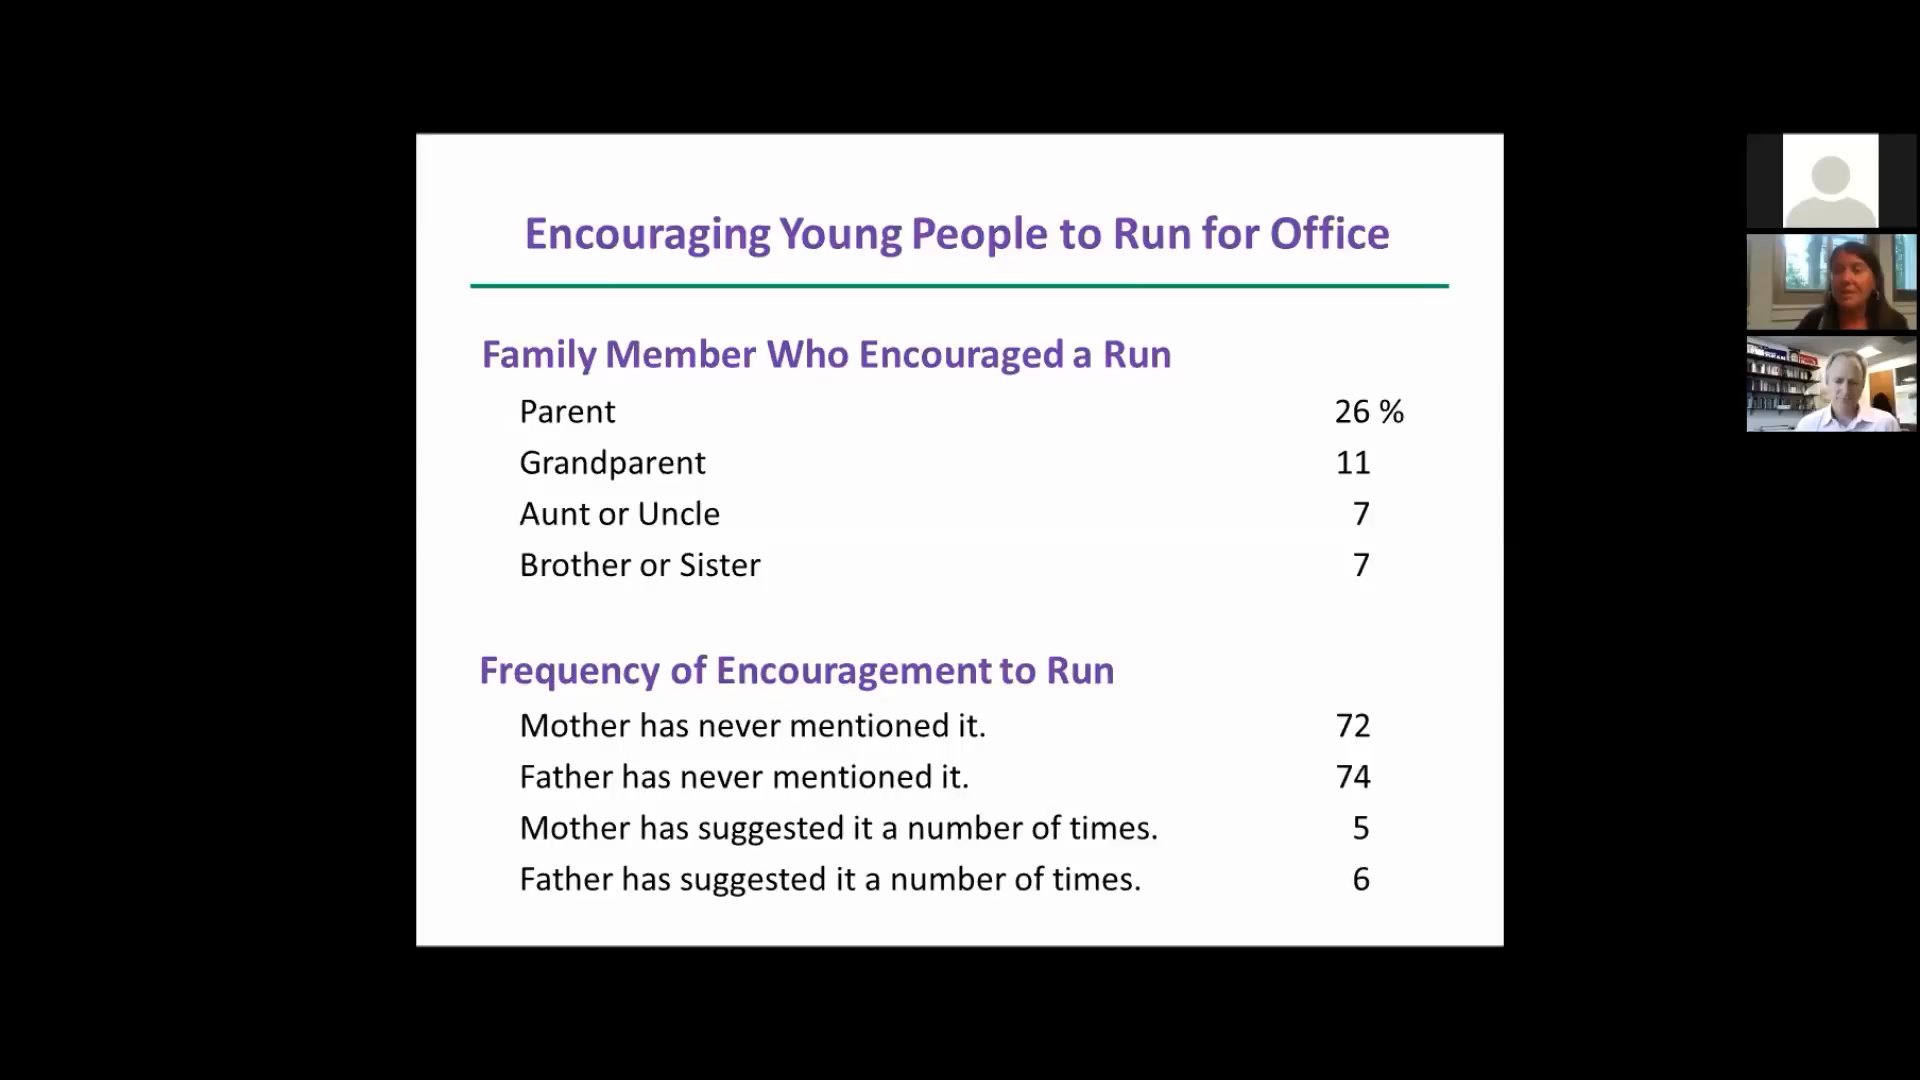 Encouraging Young People to Run for Office
Family Member Who Encouraged a Run
Parent 26 %
Grandparent 11
Aunt or Uncle 7
Brother or Sister 7
Frequency of Encouragement to Run
Mother has never mentioned it. 72
Father has never mentioned it. 74
Mother has suggested it a number of times. 5
Father has suggested it a number of times. 6